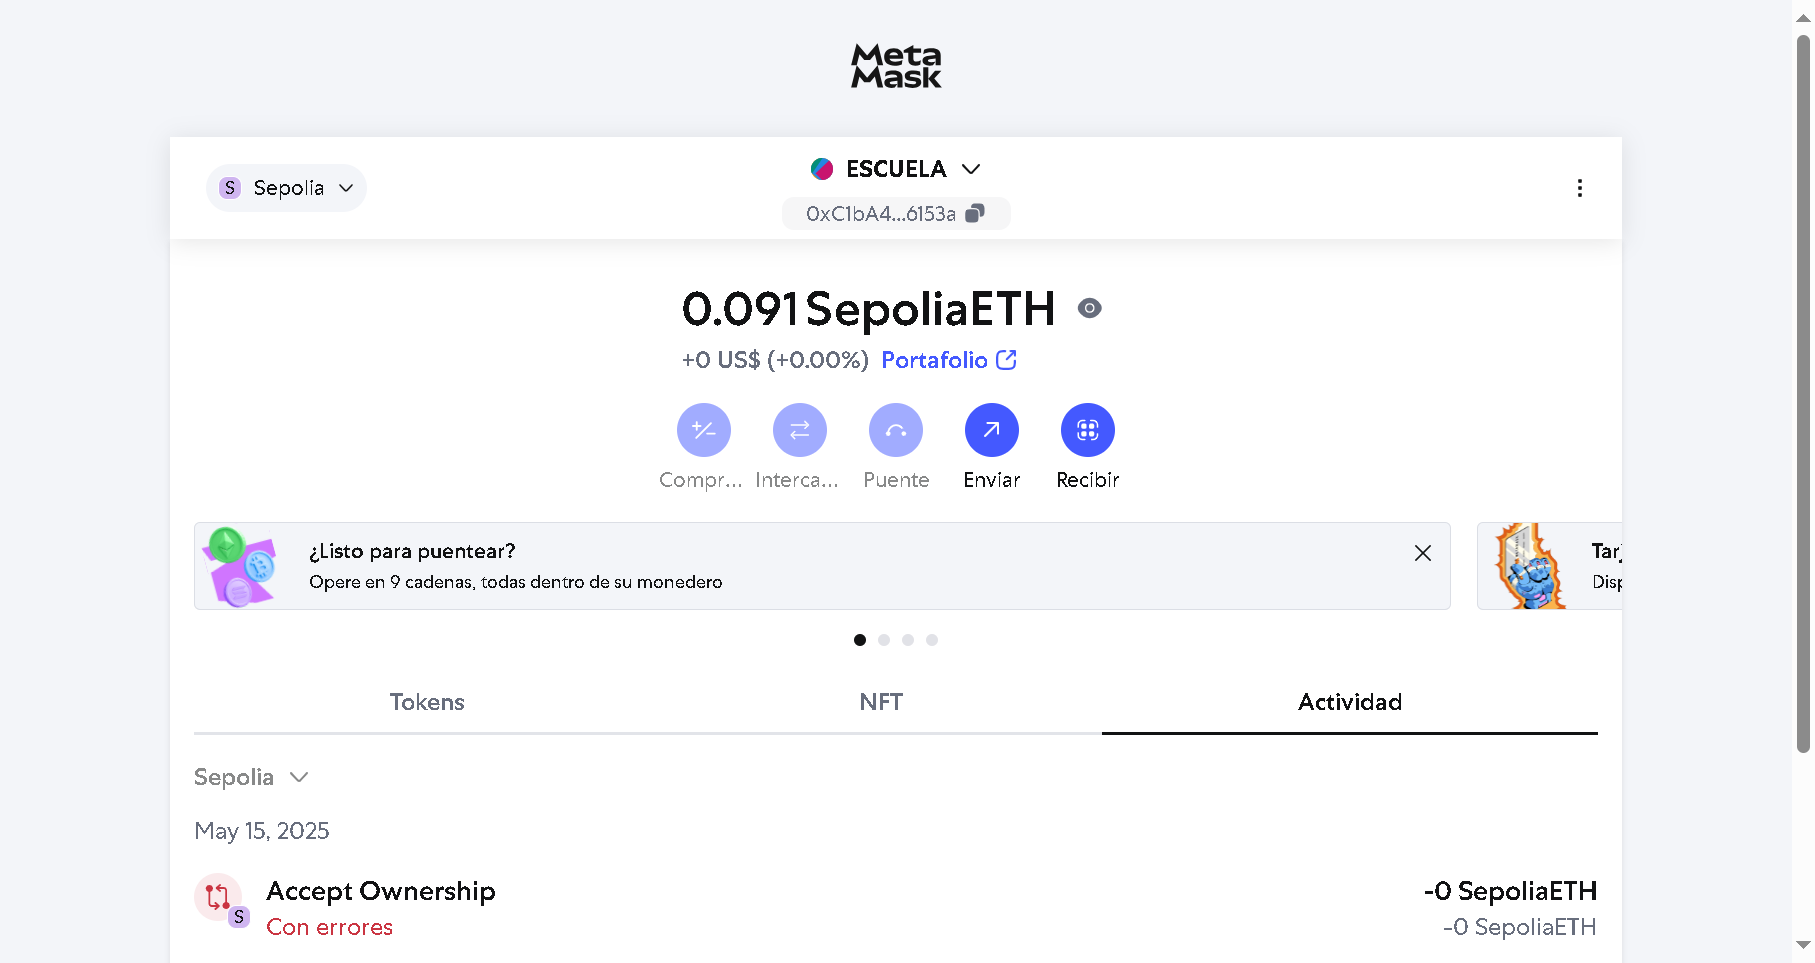 Meta
Mask
S Sepolia
ESCUELA
0xC1bA4...6153a
0.091 SepoliaETH
+0 US$ (+0.00%) Portafolio
Compr... Interca... Puente Enviar Recibir
¿Listo para puentear?
Opere en 9 cadenas, todas dentro de su monedero
Tarj
Disp
Tokens NFT Actividad
Sepolia
May 15, 2025
Accept Ownership -0 SepoliaETH
S Con errores -0 SepoliaETH